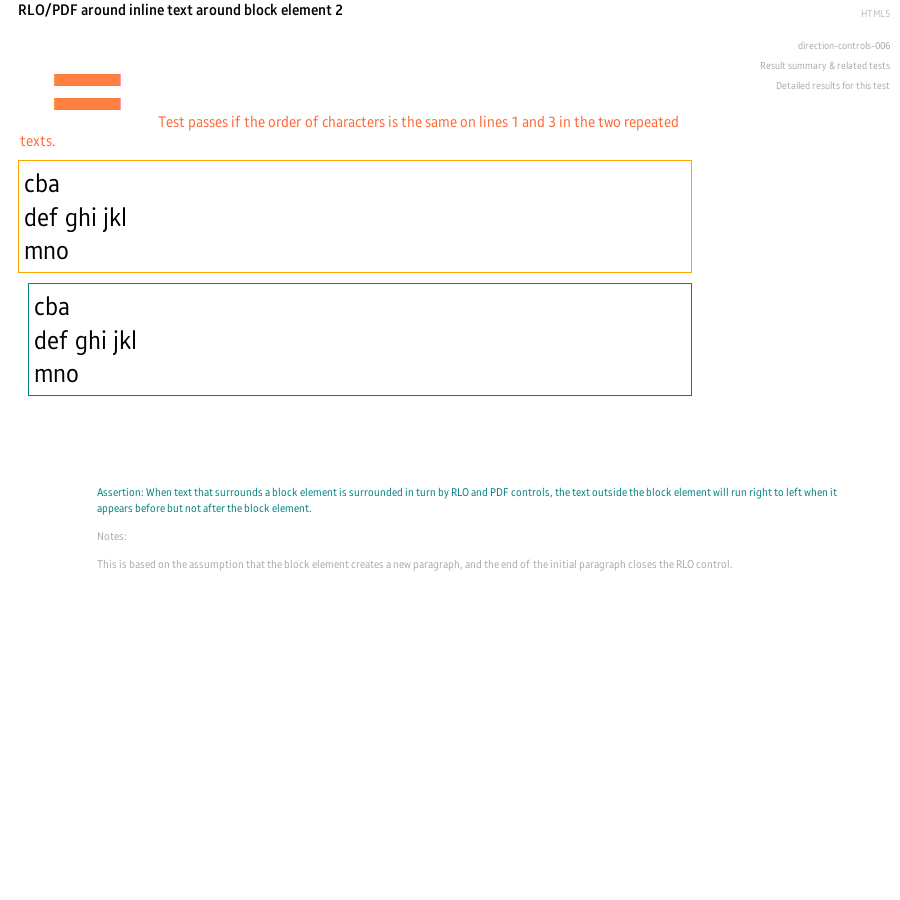 RLO/PDF around inline text around block element 2
HTML5
direction-controls-006
Result summary & related tests
Detailed results for this test
Test passes if the order of characters is the same on lines 1 and 3 in the two repeated
texts.
cba
def ghi jkl
mno
cba
def ghi jkl
mno
Assertion: When text that surrounds a block element is surrounded in turn by RLO and PDF controls, the text outside the block element will run right to left when it
appears before but not after the block element.
Notes:
This is based on the assumption that the block element creates a new paragraph, and the end of the initial paragraph closes the RLO control.